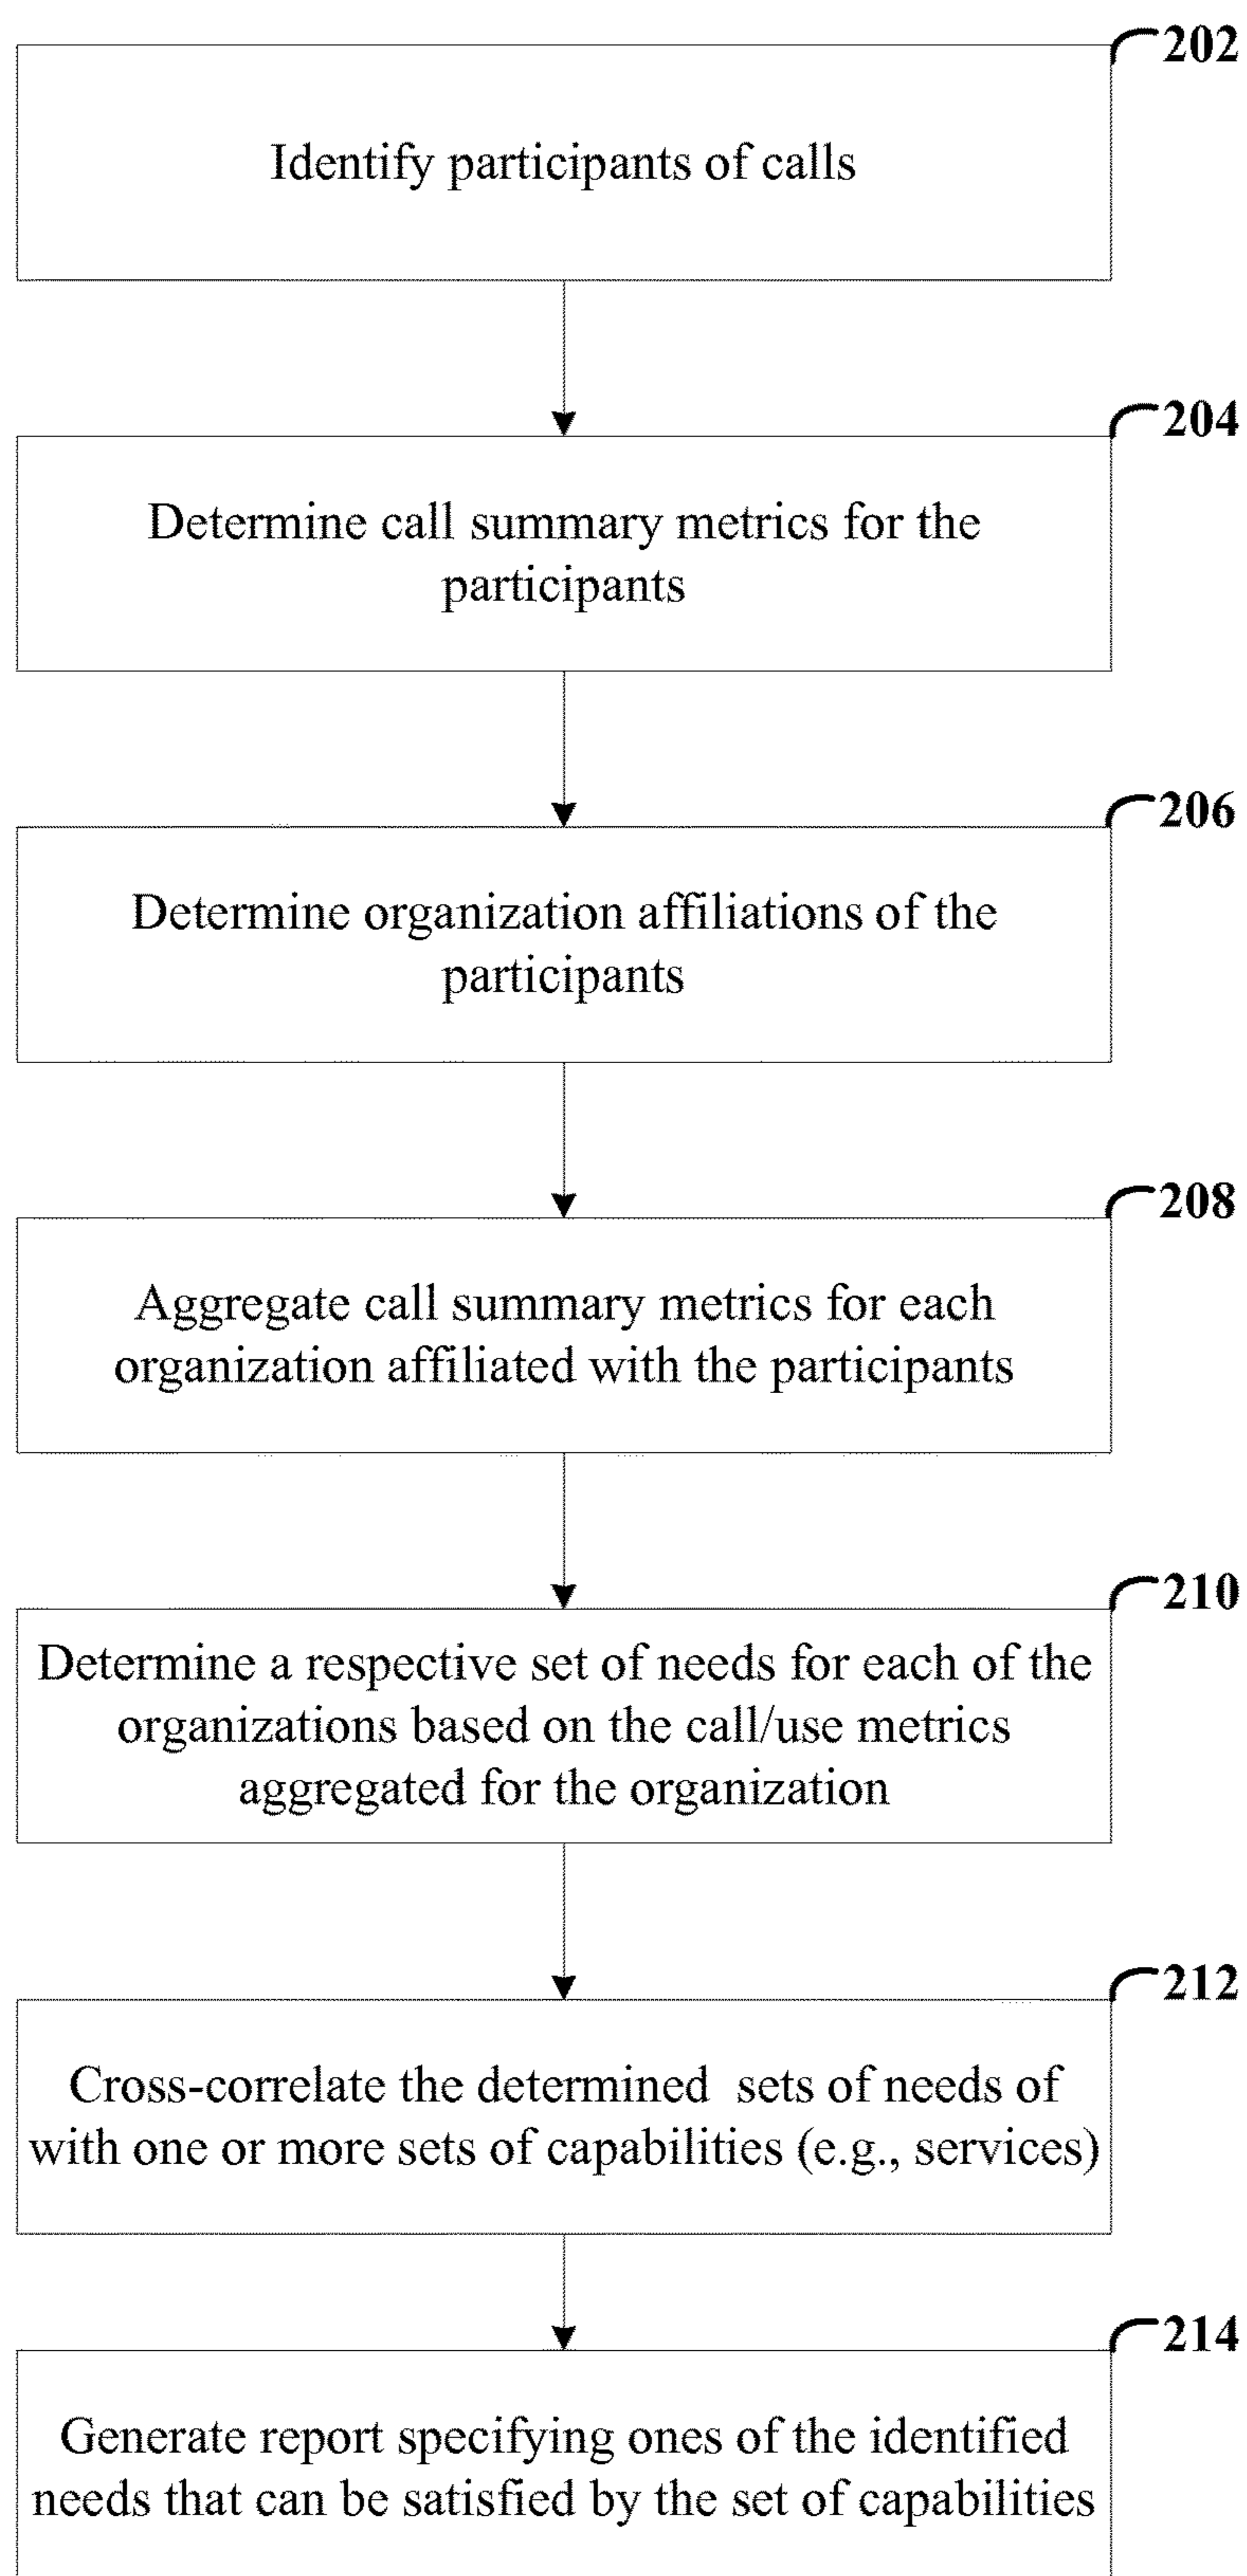 202
Identify participants of calls
204
Determine call summary metrics for the
participants
206
Determine organization affiliations of the
participants
208
Aggregate call summary metrics for each
organization affiliated with the participants
210
Determine a respective set of needs for each of the
organizations based on the call/use metrics
aggregated for the organization
212
Cross-correlate the determined  sets of needs of
with one or more sets of capabilities (e.g., services)
214
Generate report specifying ones of the identified
needs that can be satisfied by the set of capabilities